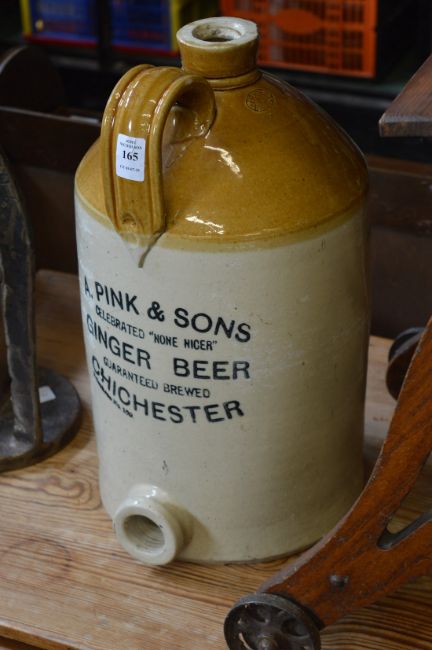 165
A. PINK & SONS
CELEBRATED "NONE NICER"
GINGER BEER
GUARANTEED BREWED
CHICHESTER